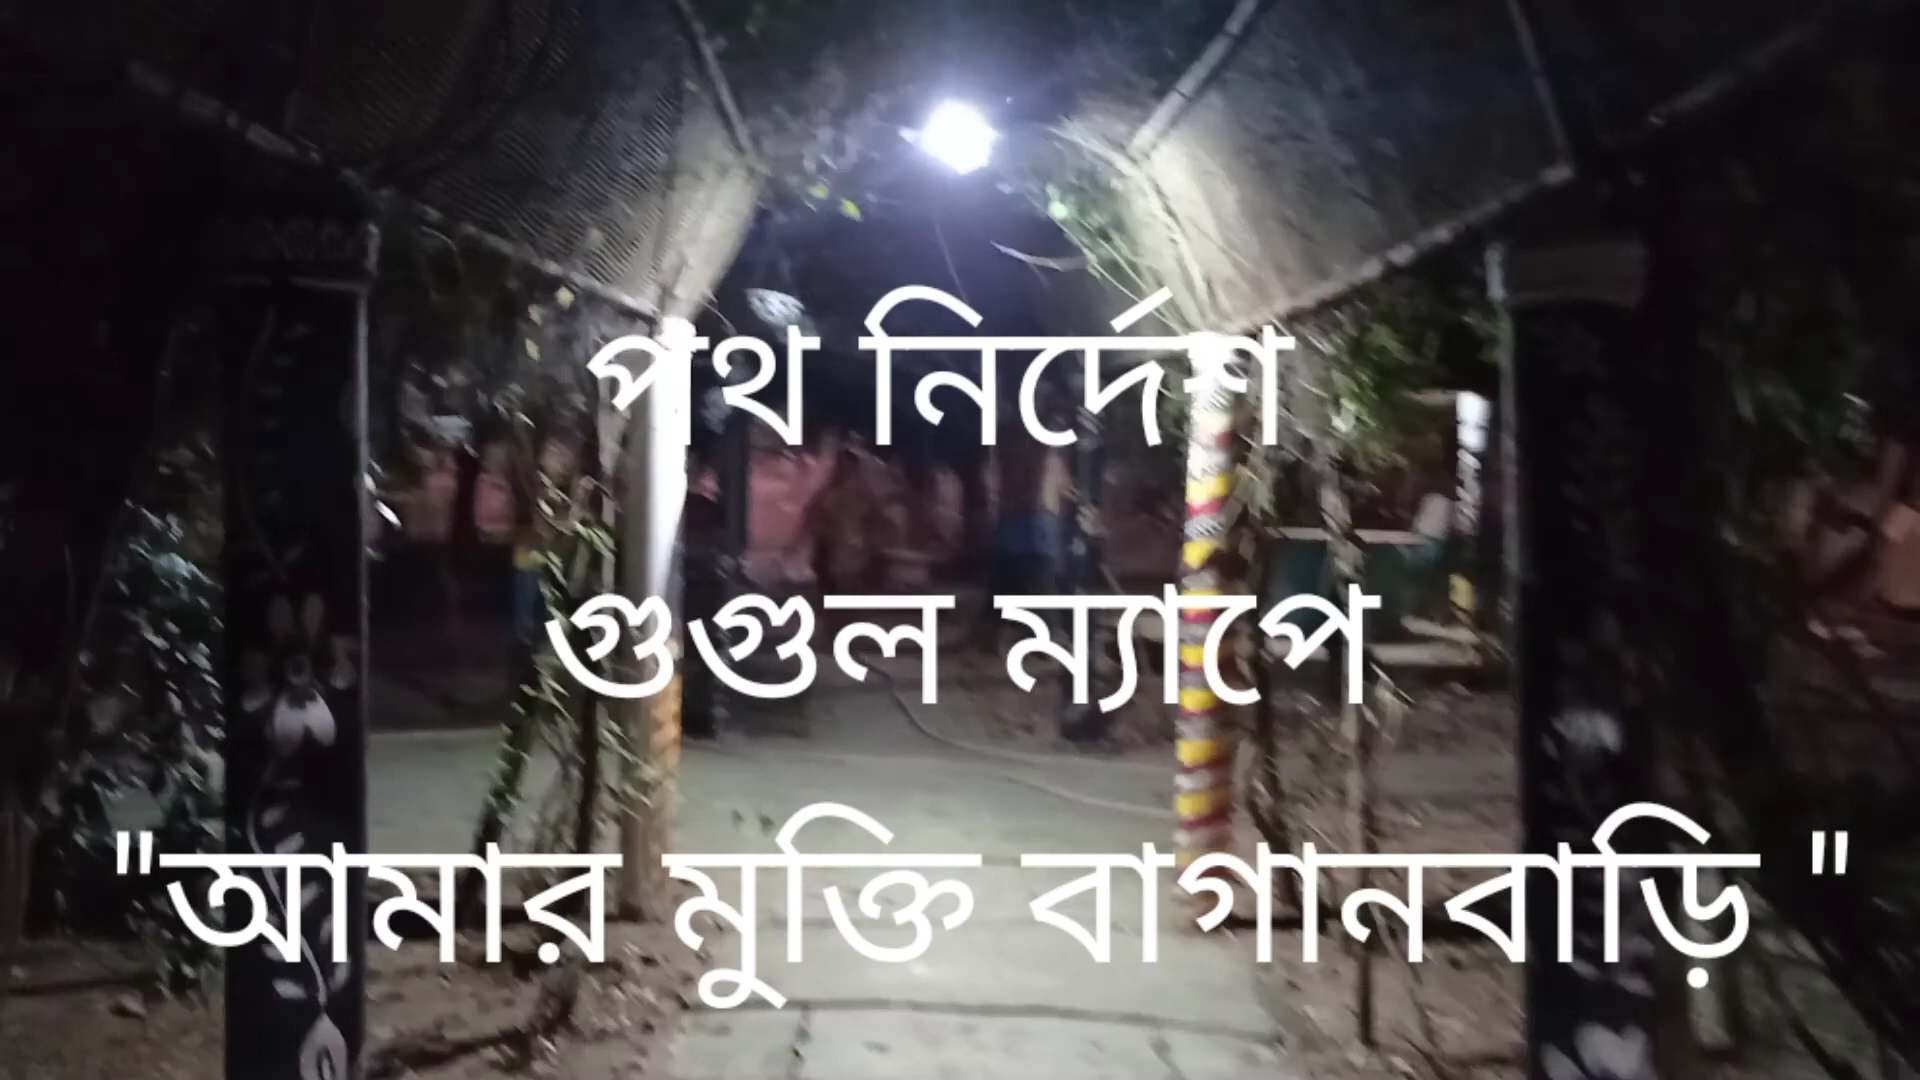 পথ নির্দেশ
গুগুল ম্যাপে
"আমার মুক্তি বাগানবাড়ি "